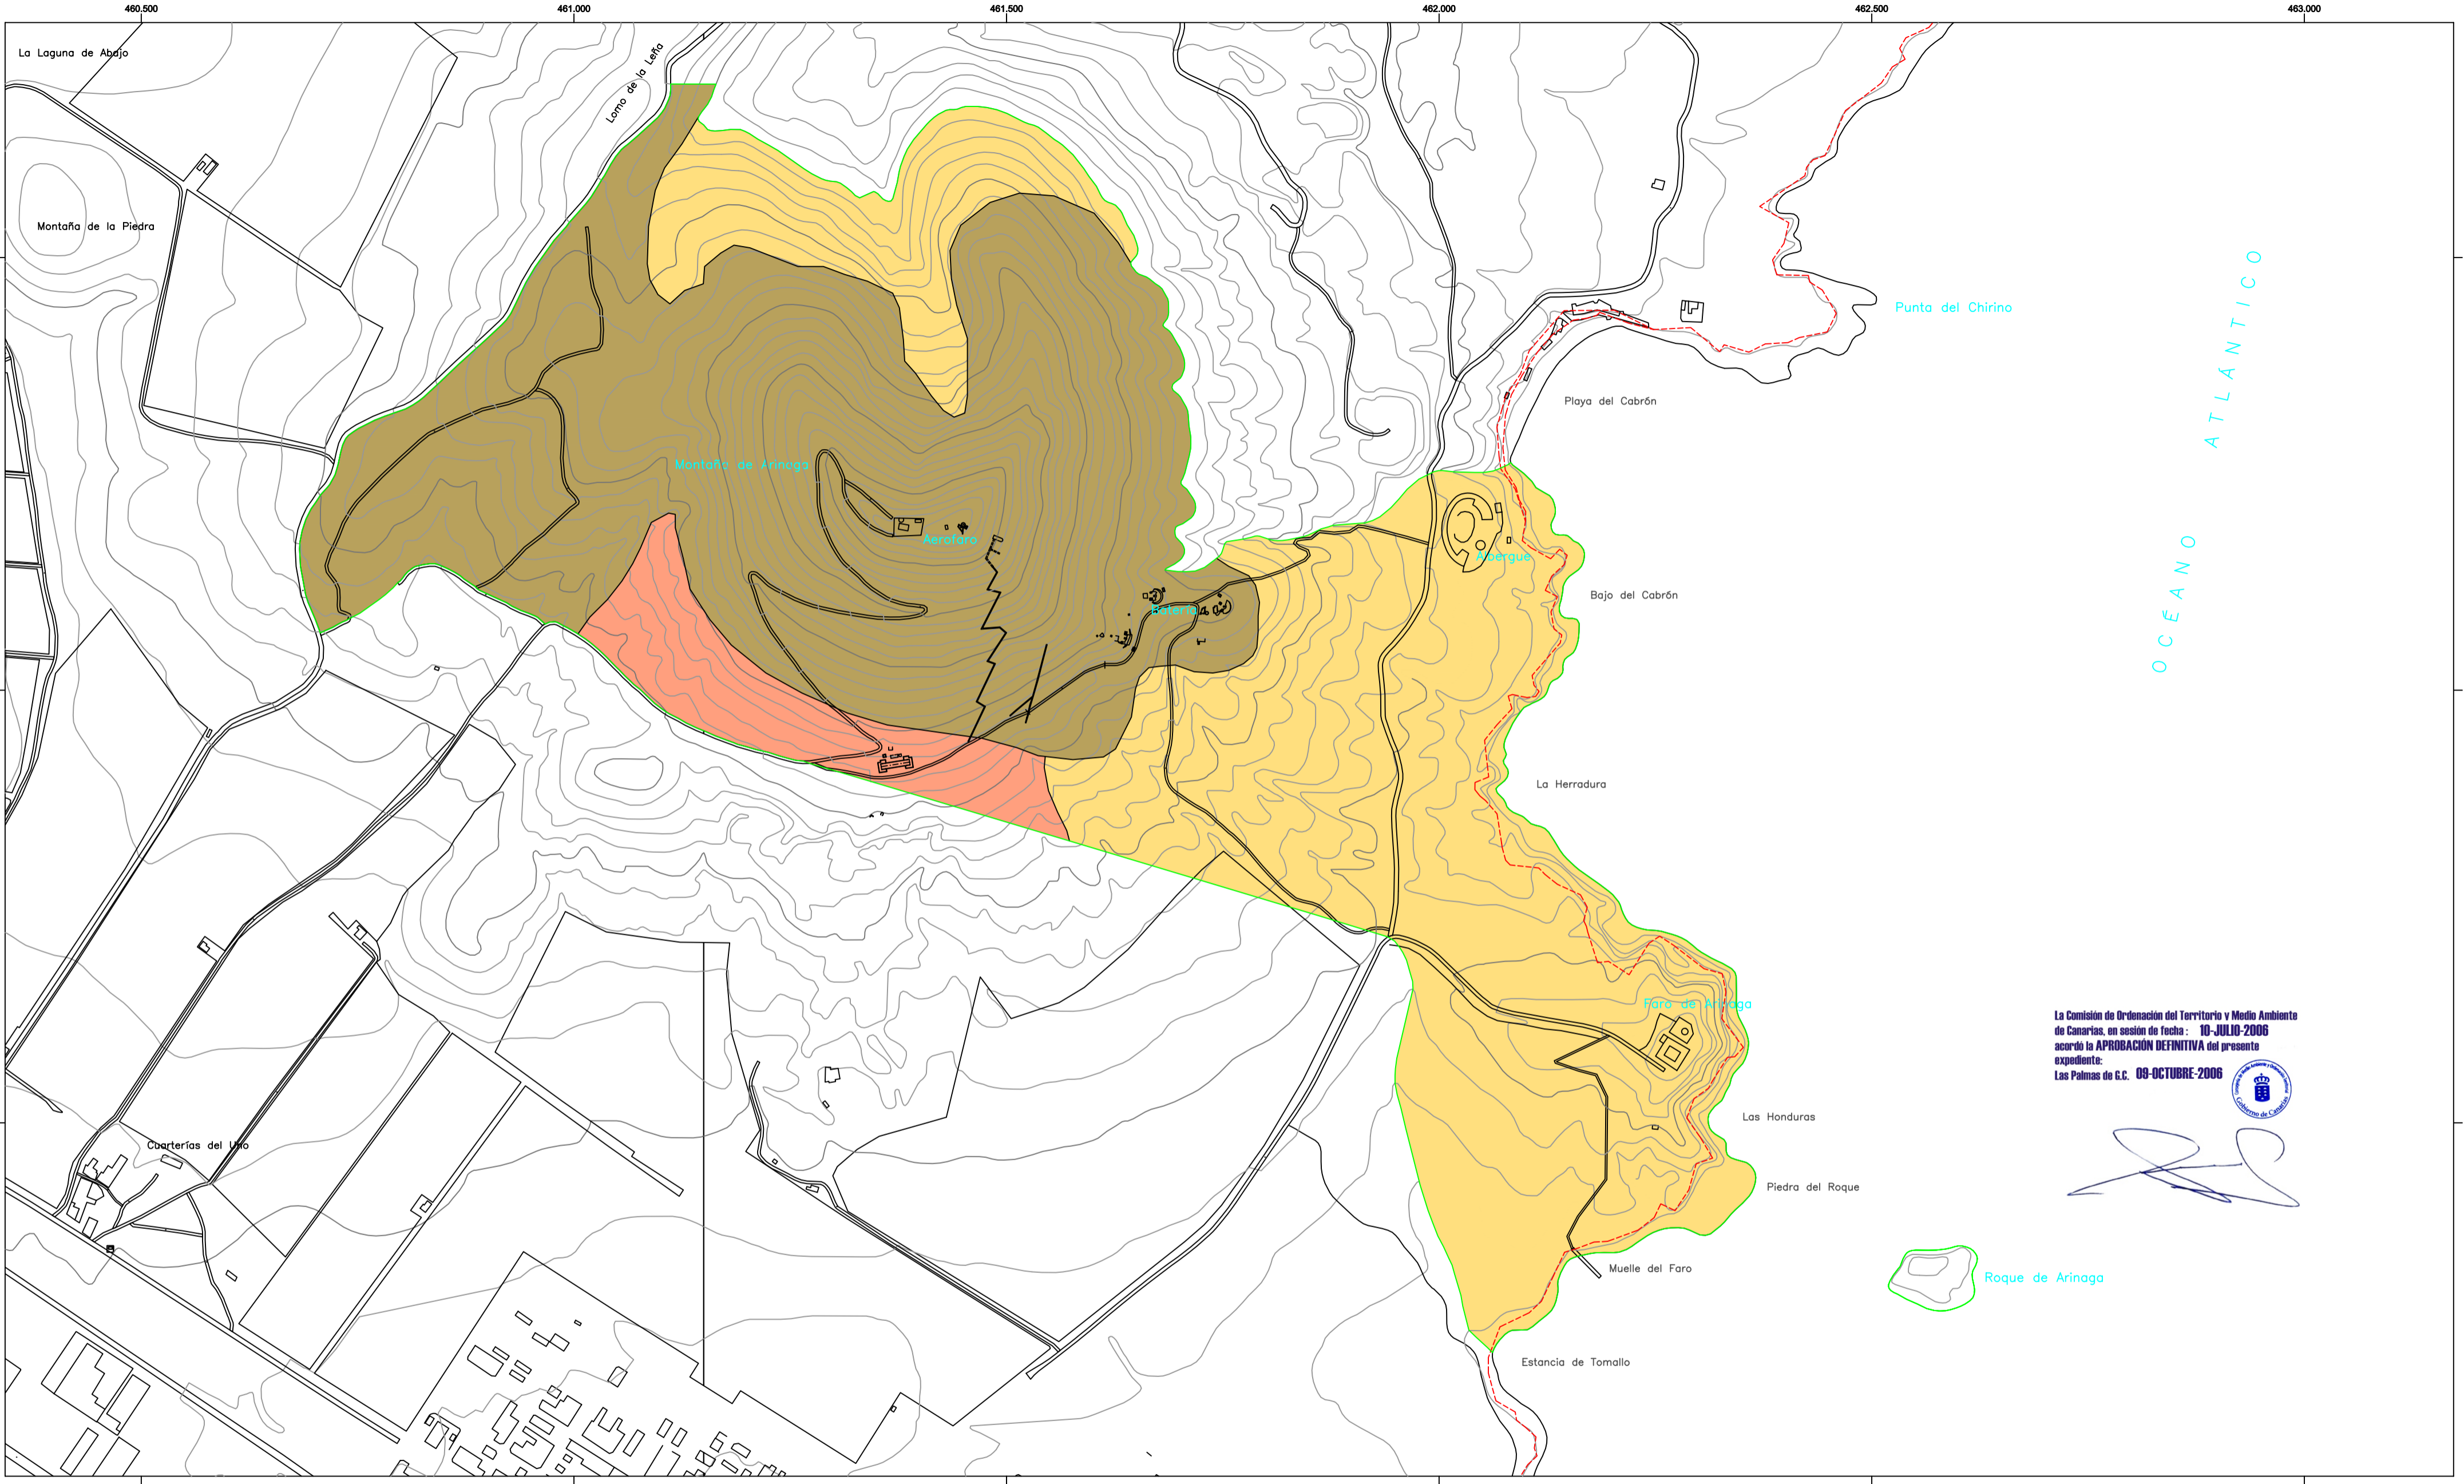 460.500
461.000
461.500
462.000
462.500
463.000
La Laguna de Abajo
Lomo de la Leña
Montaña de la Piedra
OCÉANO ATLÁNTICO
Punta del Chirino
Playa del Cabrón
Montaña de Arinaga
Aerofaro
Albergue
Bajo del Cabrón
Batería
La Herradura
Faro de Arinaga
La Comisión de Ordenación del Territorio y Medio Ambiente
de Canarias, en sesión de fecha : 10-JULIO-2006
acordó la APROBACIÓN DEFINITIVA del presente
expediente:
Las Palmas de G.C. 09-OCTUBRE-2006
Gobierno de Canarias
Las Honduras
Cuarterías del Uno
Piedra del Roque
Muelle del Faro
Roque de Arinaga
Estancia de Tomallo